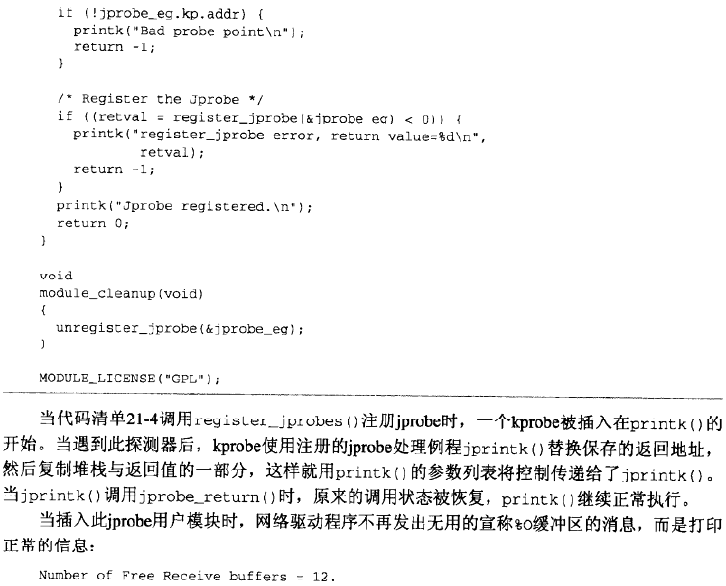 if (!jprobe_eg.kp.addr) {
printk("Bad probe point\n");
return -1;
}
/* Register the Jprobe */
if ((retval = register_jprobe(&jprobe_eg) < 0)) {
printk("register_jprobe error, return value=%d\n",
retval);
return -1;
}
printk("Jprobe registered.\n");
return 0;
}
void
module_cleanup(void)
{
unregister_jprobe(&jprobe_eg);
}
MODULE_LICENSE("GPL");
当代码清单21-4调用register_jprobes()注册jprobe时，一个kprobe被插入在printk()的
开始。当遇到此探测器后，kprobe使用注册的jprobe处理例程jprintk()替换保存的返回地址，
然后复制堆栈与返回值的一部分，这样就用printk()的参数列表将控制传递给了jprintk()。
当jprintk()调用jprobe_return()时，原来的调用状态被恢复，printk()继续正常执行。
当插入此jprobe用户模块时，网络驱动程序不再发出无用的宣称%O缓冲区的消息，而是打印
正常的信息：
Number of Free Receive buffers = 12.